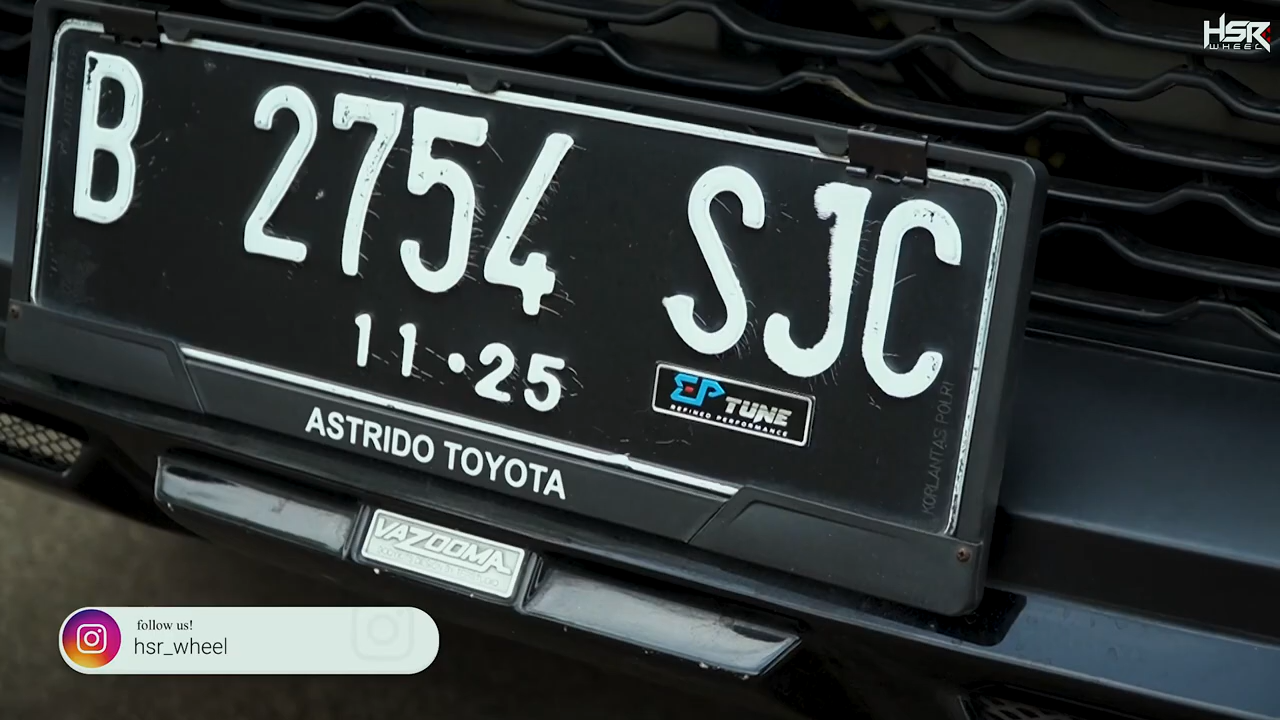 HSR
WHEEL
B 2754 SJC
11·25
EP TUNE
REFINED PERFORMANCE
KORLANTAS POLRI
ASTRIDO TOYOTA
VAZOOMA
follow us!
hsr_wheel